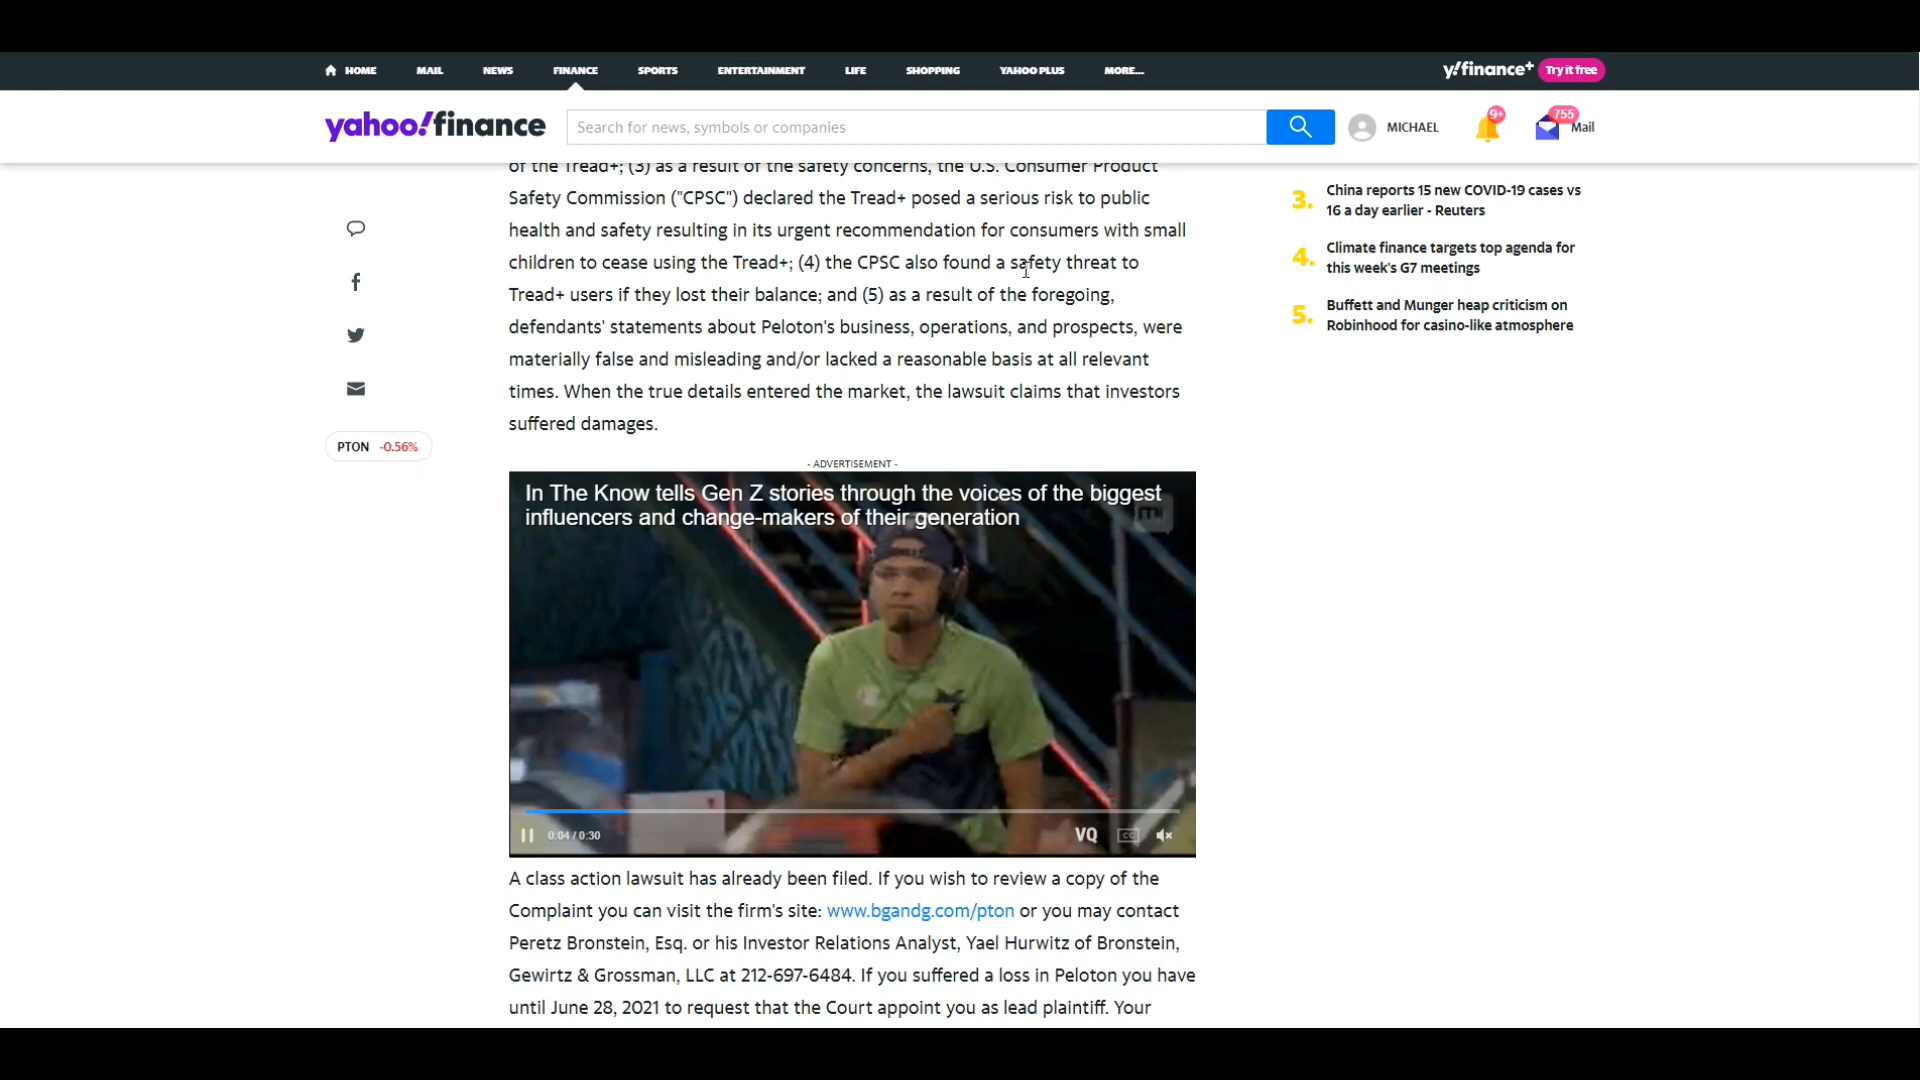 HOME MAIL NEWS FINANCE SPORTS ENTERTAINMENT LIFE SHOPPING YAHOO PLUS MORE... y!finance+ Try it free
yahoo!finance Search for news, symbols or companies MICHAEL 9+ 755 Mail
of the Tread+; (3) as a result of the safety concerns, the U.S. Consumer Product
Safety Commission ("CPSC") declared the Tread+ posed a serious risk to public
health and safety resulting in its urgent recommendation for consumers with small
children to cease using the Tread+; (4) the CPSC also found a safety threat to
Tread+ users if they lost their balance; and (5) as a result of the foregoing,
defendants' statements about Peloton's business, operations, and prospects, were
materially false and misleading and/or lacked a reasonable basis at all relevant
times. When the true details entered the market, the lawsuit claims that investors
suffered damages.
PTON -0.56%
- ADVERTISEMENT -
In The Know tells Gen Z stories through the voices of the biggest
influencers and change-makers of their generation
ITK
0:04 / 0:30 VQ CC
A class action lawsuit has already been filed. If you wish to review a copy of the
Complaint you can visit the firm's site: www.bgandg.com/pton or you may contact
Peretz Bronstein, Esq. or his Investor Relations Analyst, Yael Hurwitz of Bronstein,
Gewirtz & Grossman, LLC at 212-697-6484. If you suffered a loss in Peloton you have
until June 28, 2021 to request that the Court appoint you as lead plaintiff. Your
3. China reports 15 new COVID-19 cases vs
16 a day earlier - Reuters
4. Climate finance targets top agenda for
this week's G7 meetings
5. Buffett and Munger heap criticism on
Robinhood for casino-like atmosphere